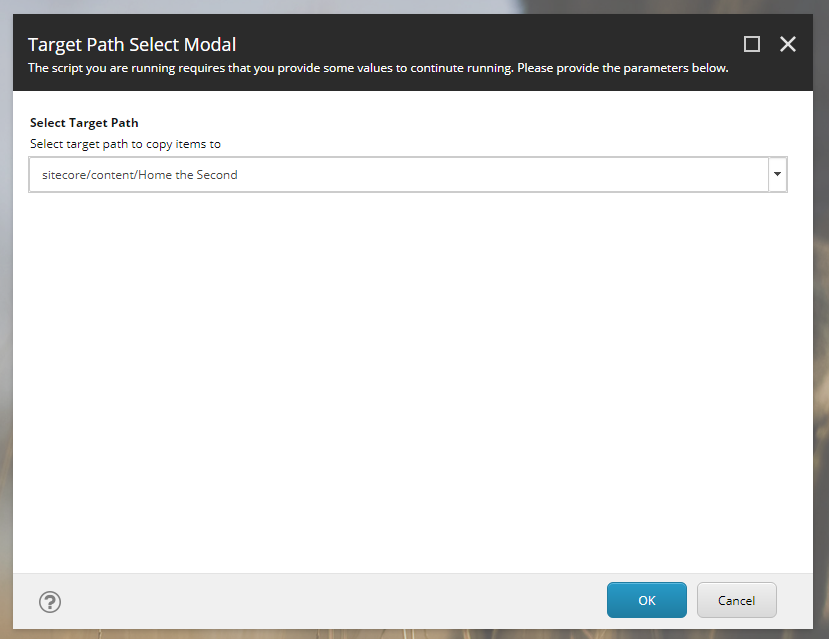 Target Path Select Modal
The script you are running requires that you provide some values to continute running. Please provide the parameters below.
Select Target Path
Select target path to copy items to
sitecore/content/Home the Second
?
OK
Cancel